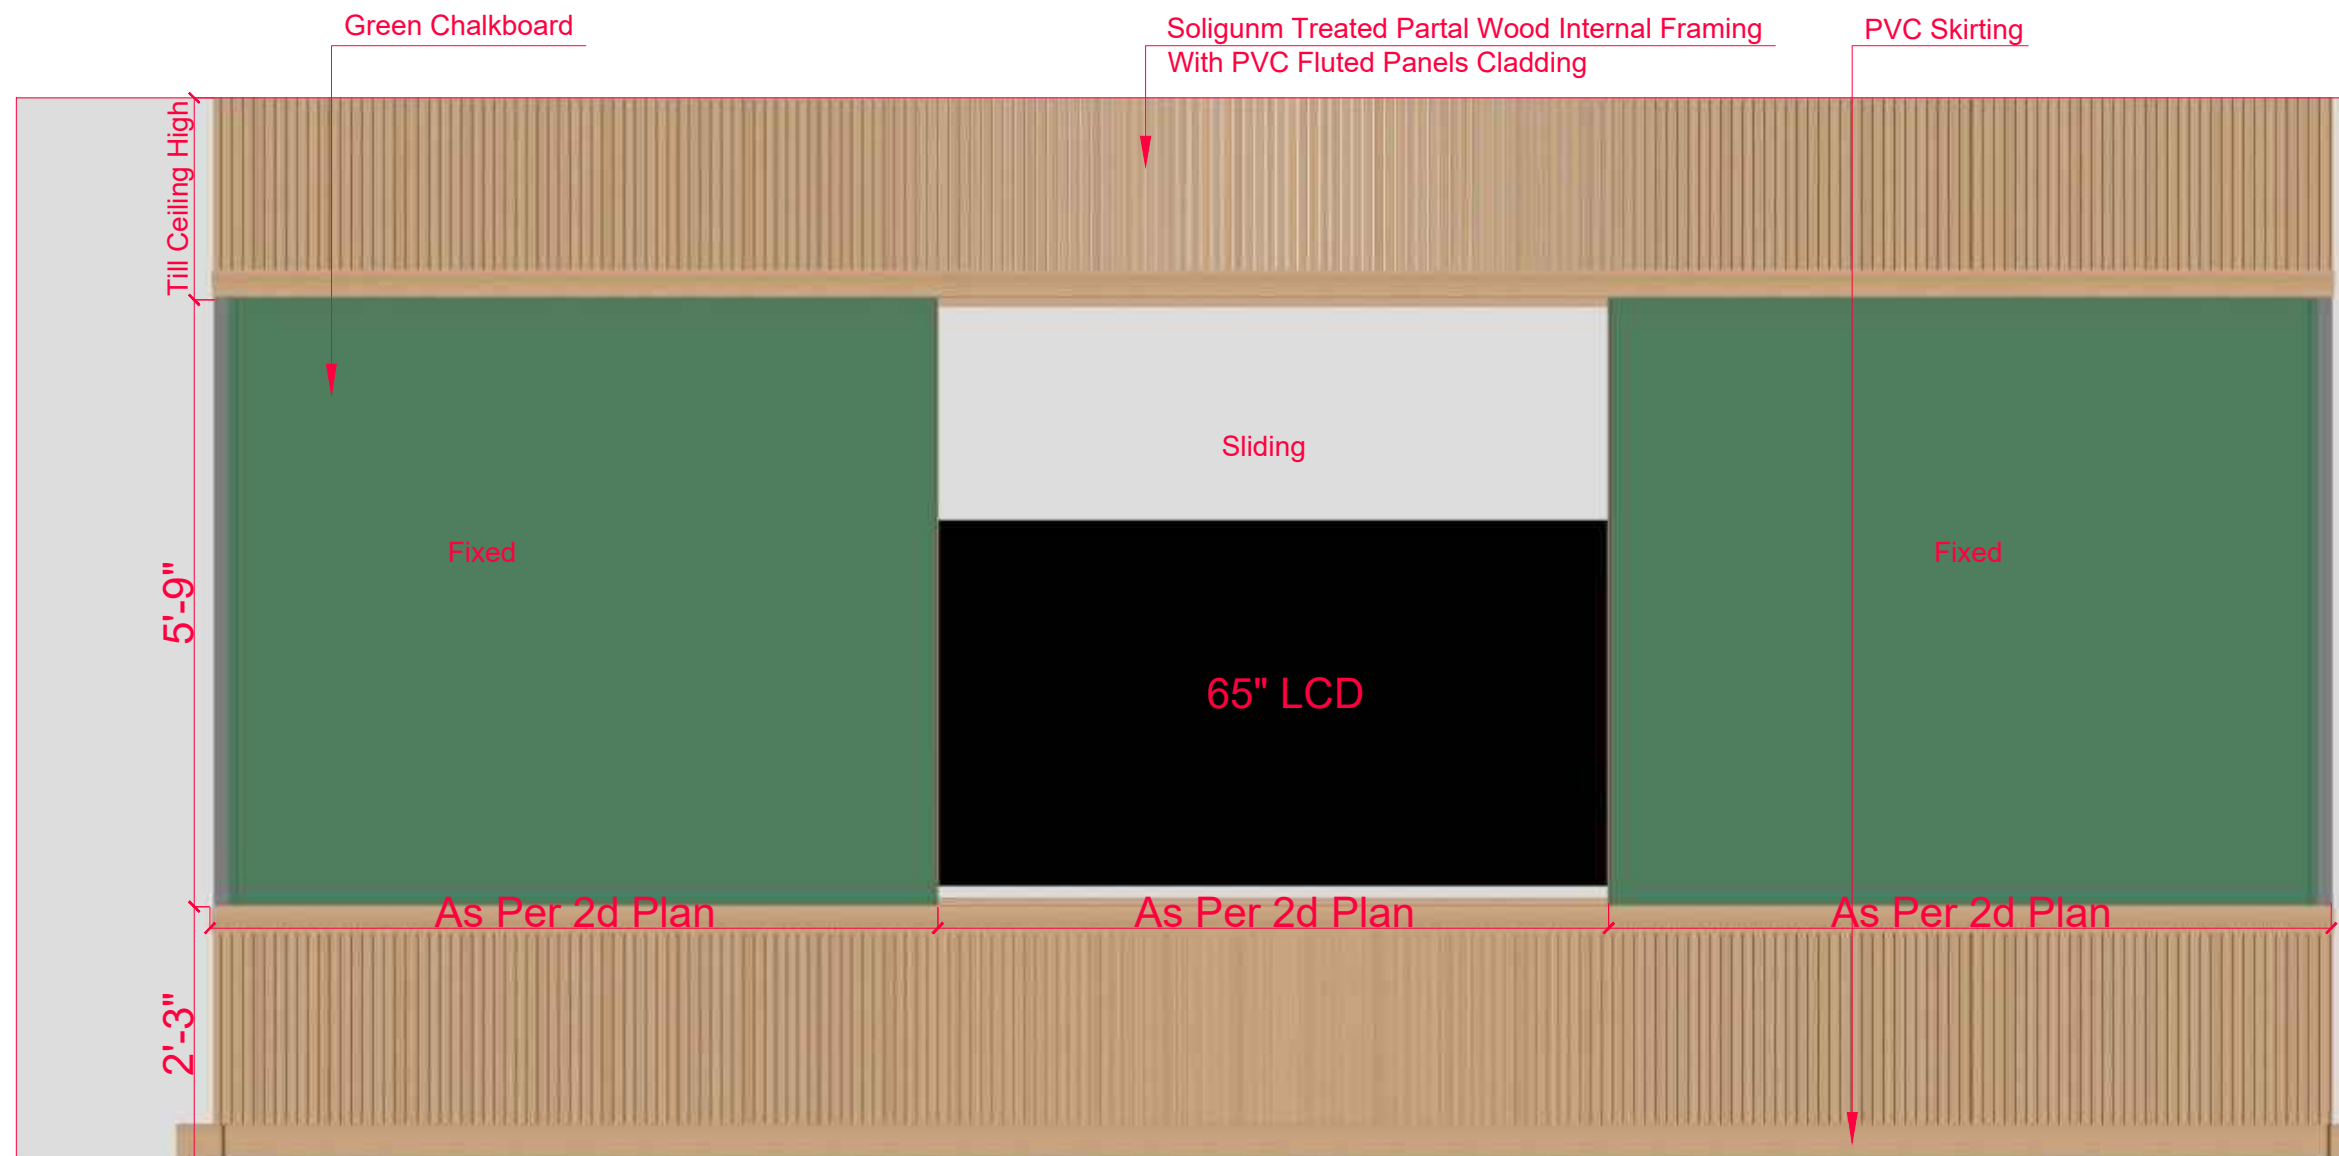 Green Chalkboard
Soligunm Treated Partal Wood Internal Framing
With PVC Fluted Panels Cladding
PVC Skirting
Till Ceiling High
Sliding
Fixed
Fixed
5'-9"
65" LCD
As Per 2d Plan
As Per 2d Plan
As Per 2d Plan
2'-3"